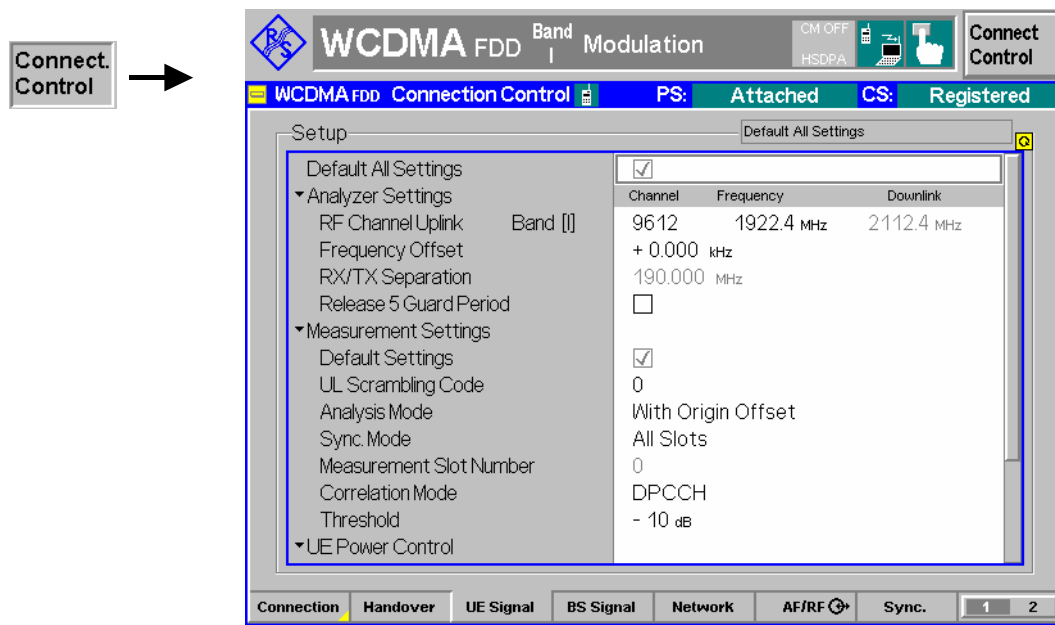 Connect.
Control
R S
WCDMA FDD Band I Modulation
CM OFF
HSDPA
Connect
Control
WCDMA FDD Connection Control PS: Attached CS: Registered
Setup Default All Settings
Default All Settings
Analyzer Settings Channel Frequency Downlink
RF Channel Uplink Band [I] 9612 1922.4 MHz 2112.4 MHz
Frequency Offset + 0.000 kHz
RX/TX Separation 190.000 MHz
Release 5 Guard Period
Measurement Settings
Default Settings
UL Scrambling Code 0
Analysis Mode With Origin Offset
Sync. Mode All Slots
Measurement Slot Number 0
Correlation Mode DPCCH
Threshold - 10 dB
UE Power Control
Connection Handover UE Signal BS Signal Network AF/RF Sync. 1 2